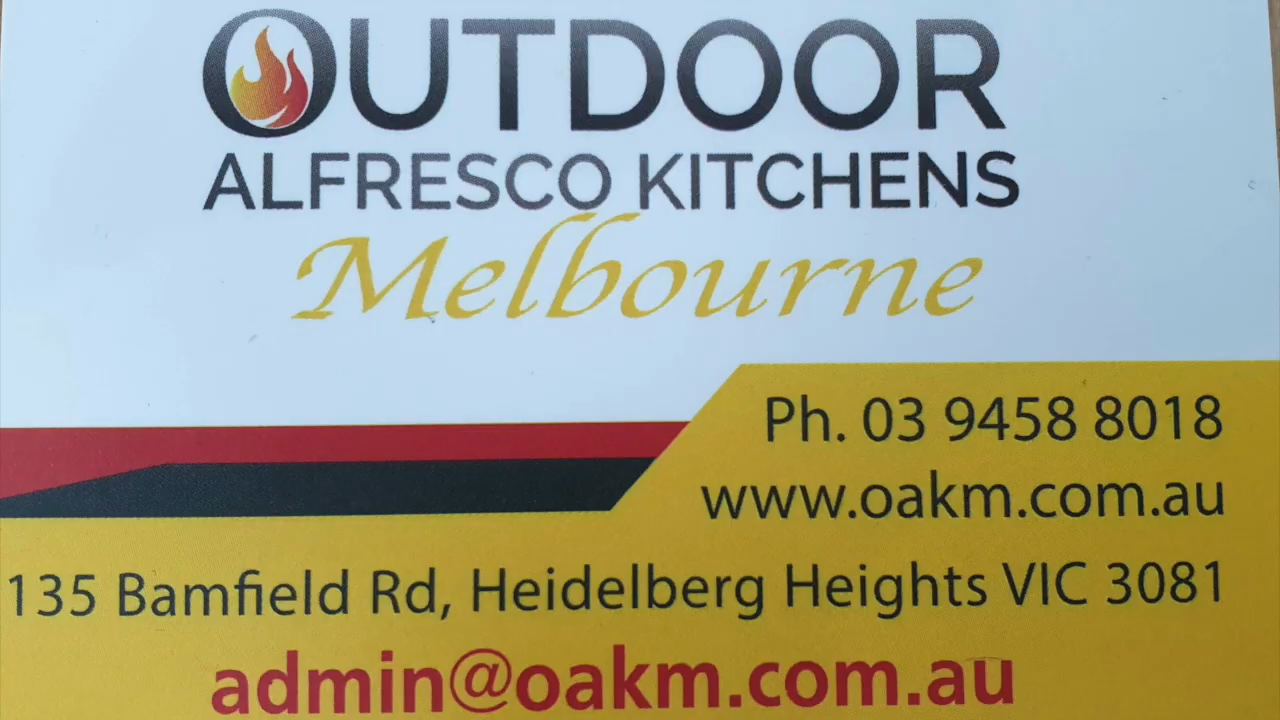 OUTDOOR
ALFRESCO KITCHENS
Melbourne
Ph. 03 9458 8018
www.oakm.com.au
135 Bamfield Rd, Heidelberg Heights VIC 3081
admin@oakm.com.au